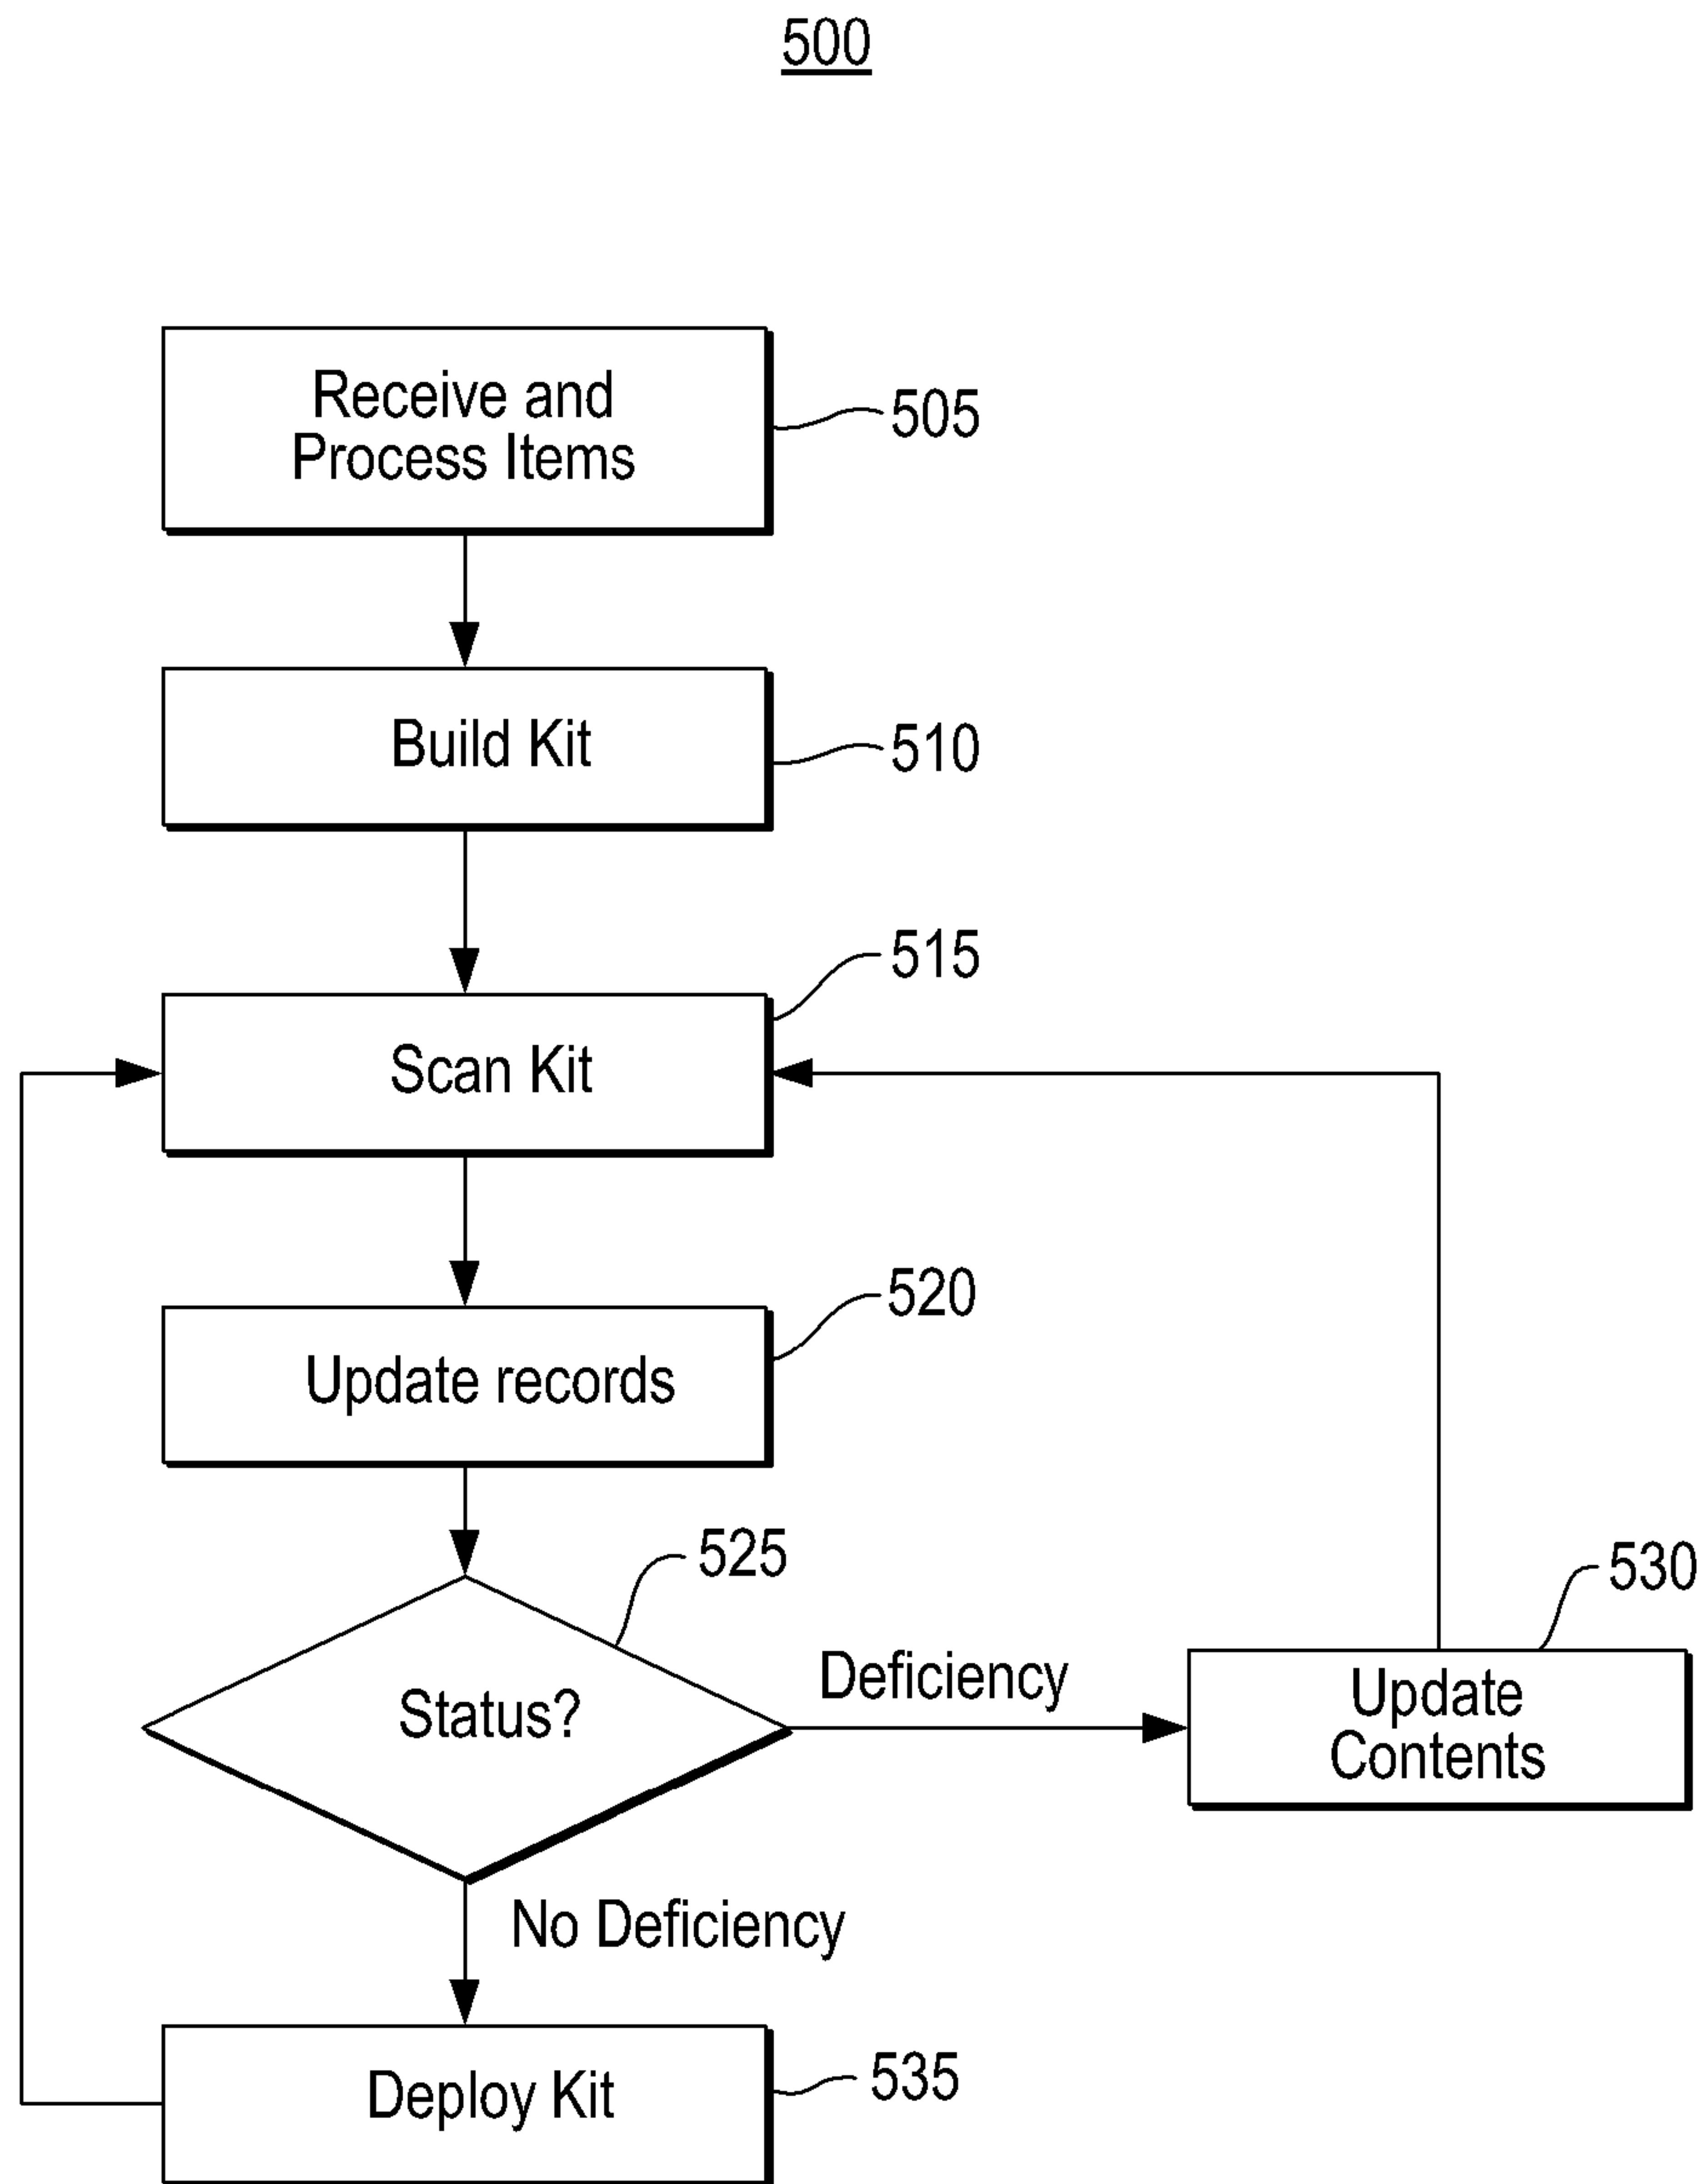 500
Receive and
Process Items
505
Build Kit
510
515
Scan Kit
520
Update records
525
Status?
Deficiency
530
Update
Contents
No Deficiency
Deploy Kit
535